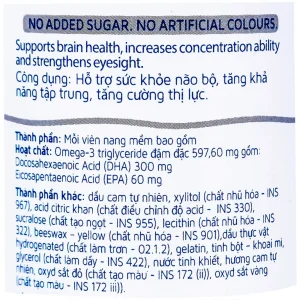 NO ADDED SUGAR. NO ARTIFICIAL COLOURS.
Supports brain health, increases concentration ability
and strengthens eyesight.
Công dụng: Hỗ trợ sức khỏe não bộ, tăng khả
năng tập trung, tăng cường thị lực.
Thành phần: Mỗi viên nang mềm bao gồm
Hoạt chất: Omega-3 triglyceride đậm đặc 597,60 mg gồm:
Docosahexaenoic Acid (DHA) 300 mg
Eicosapentaenoic Acid (EPA) 60 mg
Thành phần khác: dầu cam tự nhiên, xylitol (chất nhũ hóa - INS
967), acid citric khan (chất điều chỉnh độ acid - INS 330),
sucralose (chất tạo ngọt - INS 955), lecithin (chất nhũ hóa - INS
322), beeswax - yellow (chất nhũ hóa - INS 901),dầu thực vật
hydrogenated (chất làm trơn - 02.1.2), gelatin, tinh bột - khoai mì,
glycerol (chất làm dầy - INS 422), nước tinh khiết, hương cam tự
nhiên, oxyd sắt đỏ (chất tạo màu - INS 172 (ii)), oxyd sắt vàng
(chất tạo màu - INS 172 iii)).